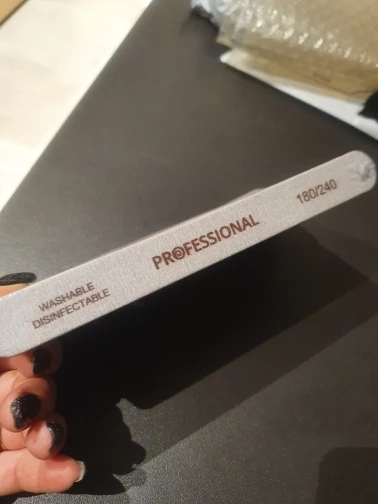 WASHABLE
DISINFECTABLE
PROFESSIONAL
180/240